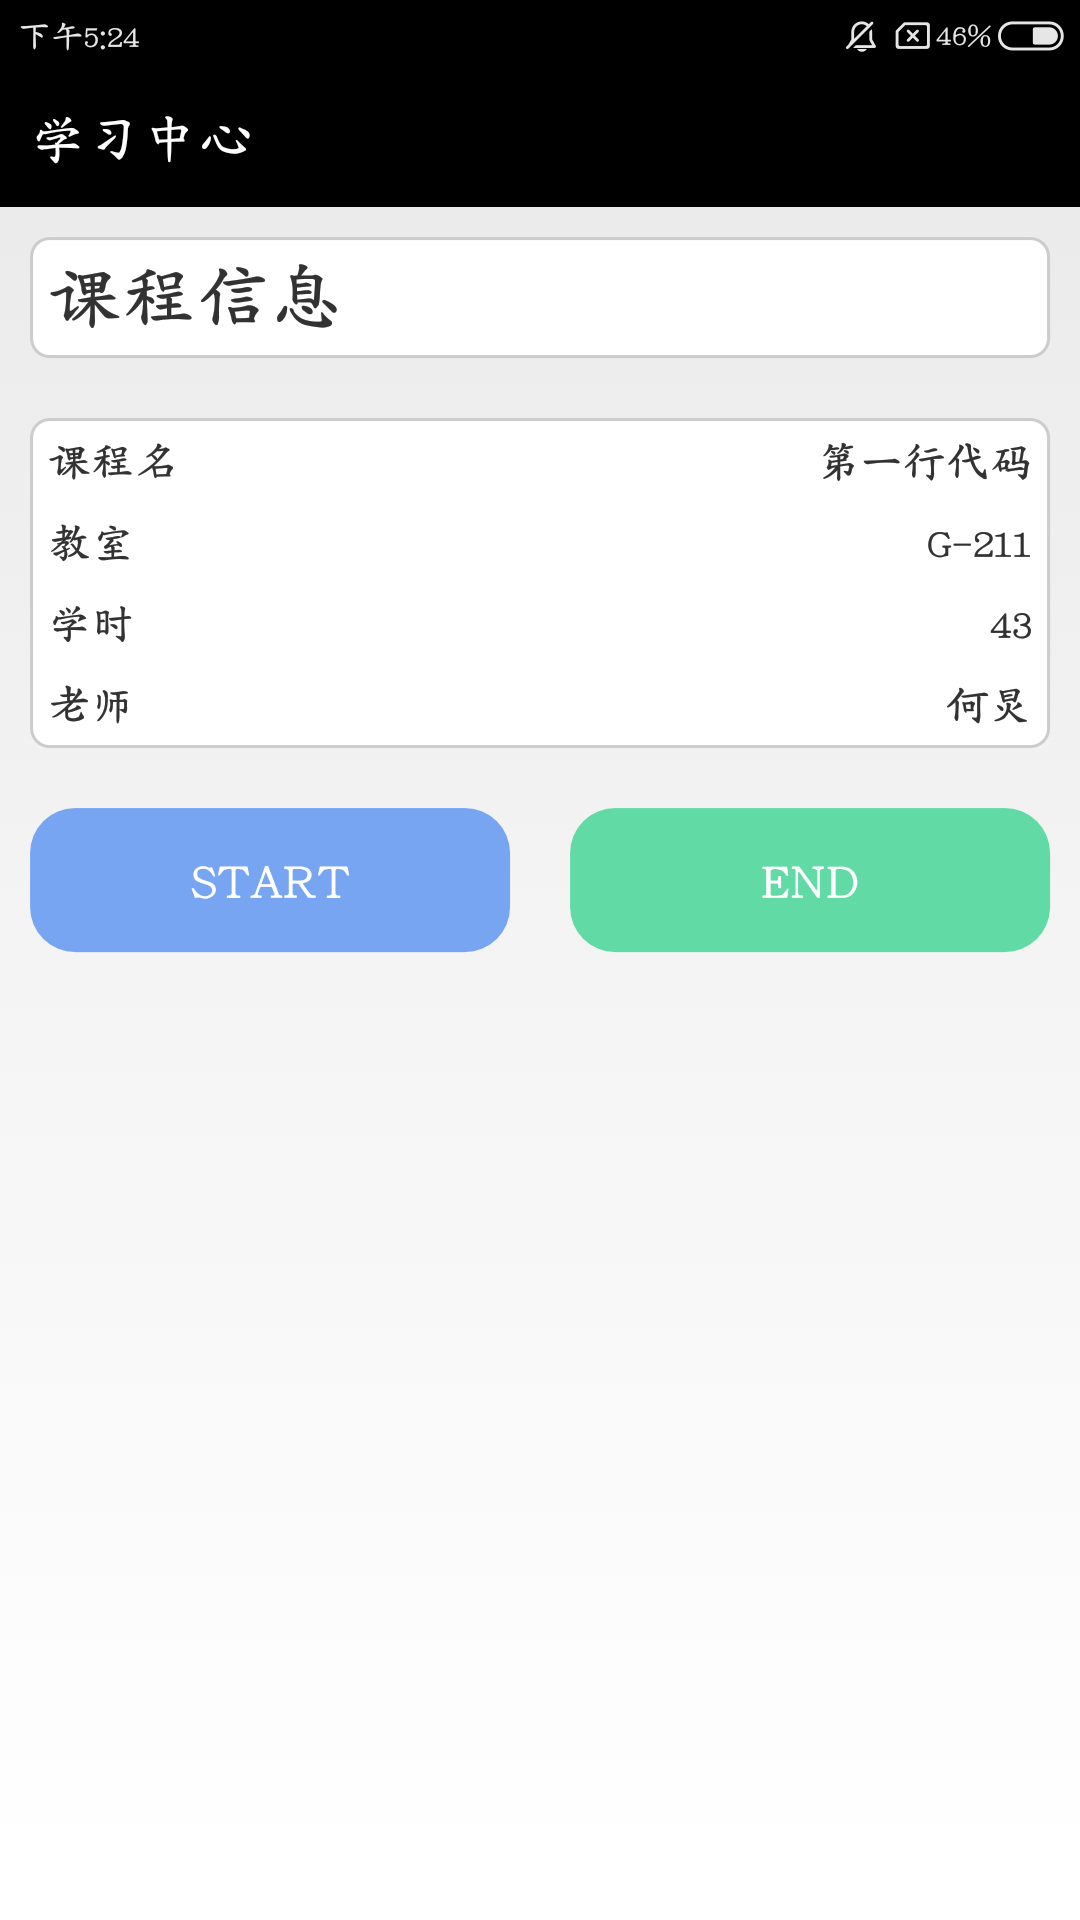 下午5:24 46%
学习中心
课程信息
课程名 第一行代码
教室 G-211
学时 43
老师 何炅
START END